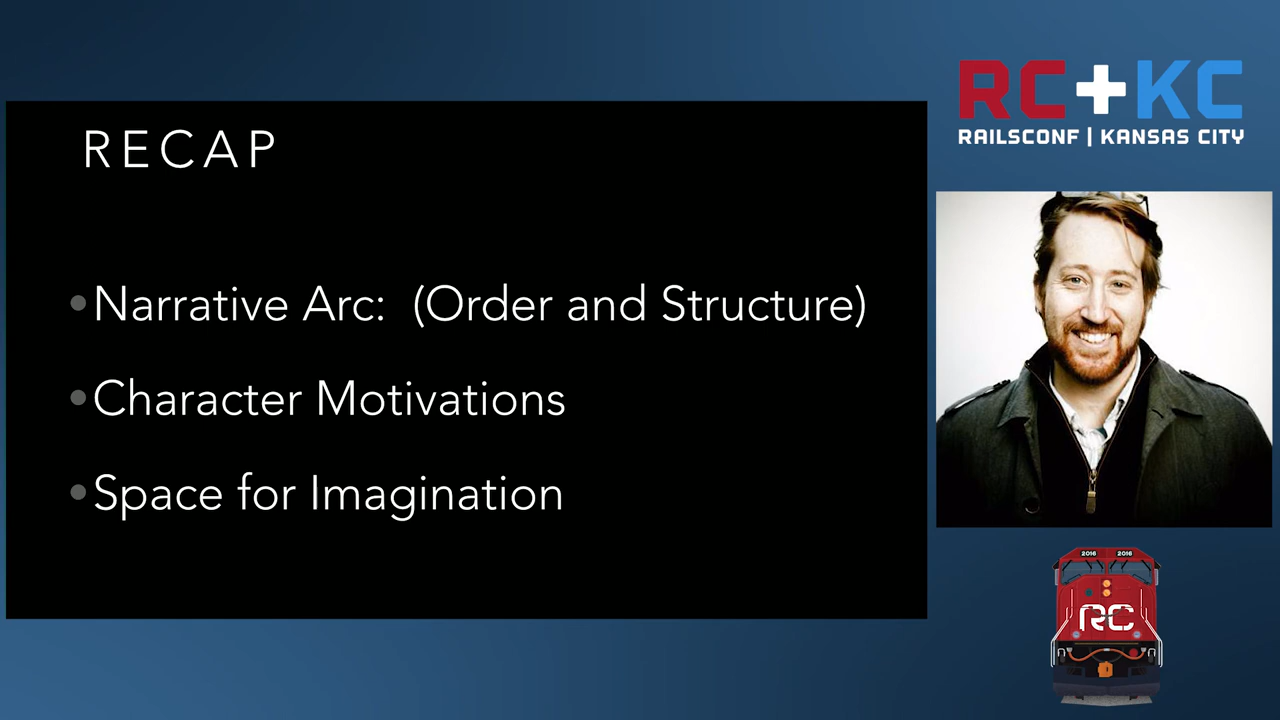 RECAP
•Narrative Arc:  (Order and Structure)
•Character Motivations
•Space for Imagination
RC+KC
RAILSCONF | KANSAS CITY
2016 2016
RC